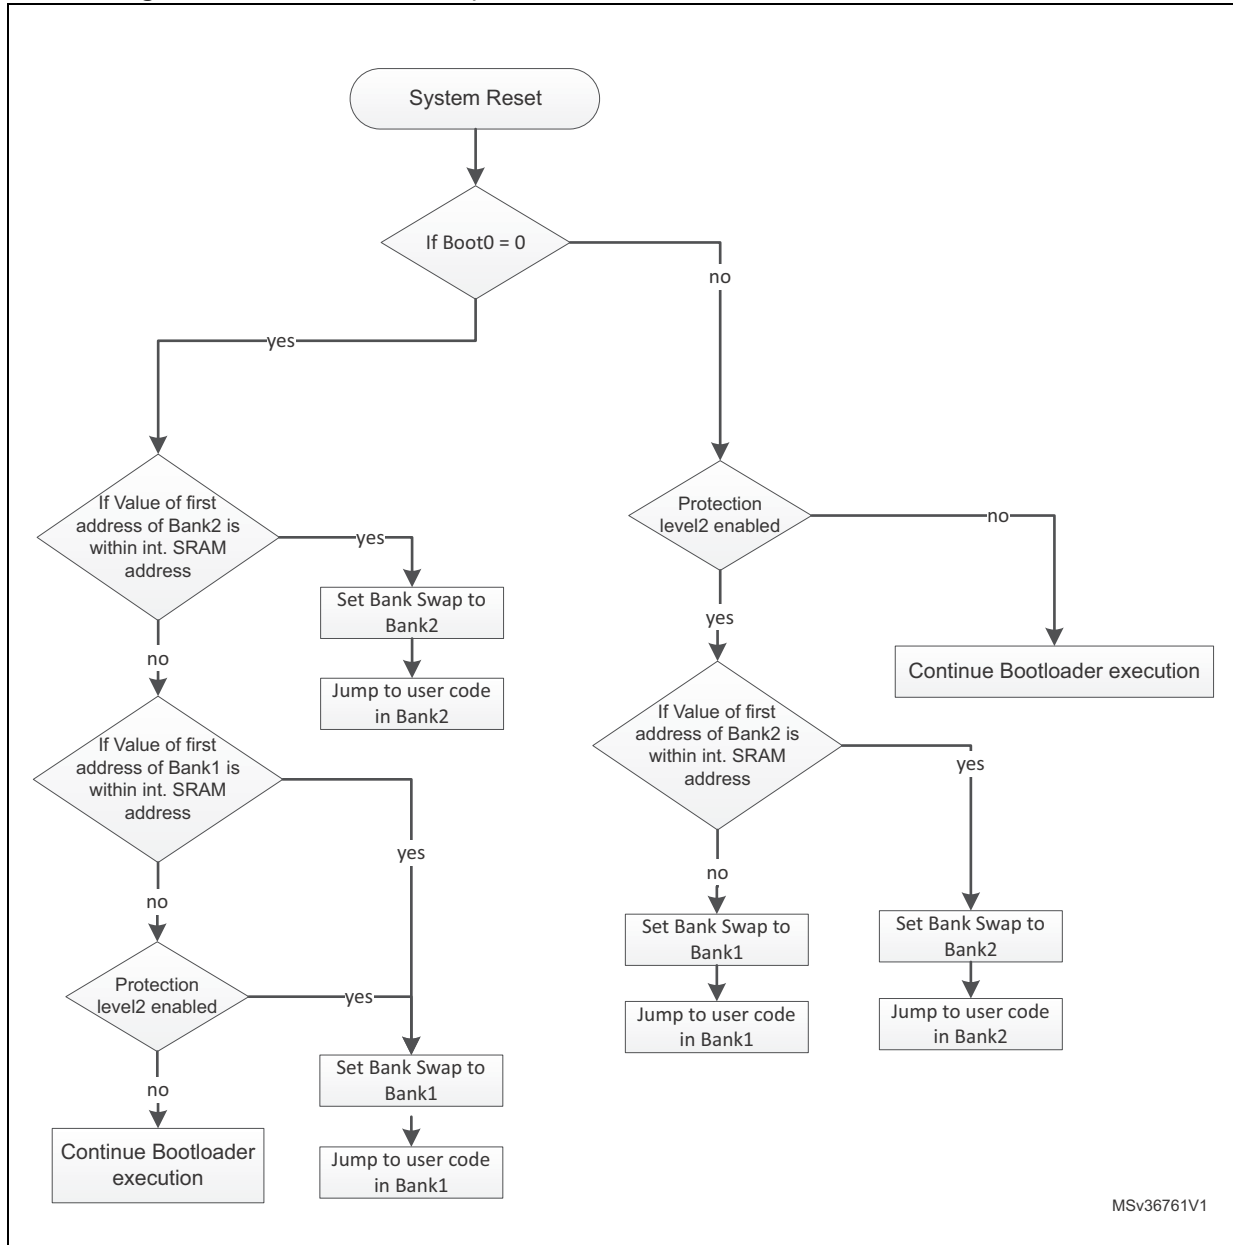 System Reset
If Boot0 = 0
no
yes
If Value of first
address of Bank2 is
within int. SRAM
address
yes
Set Bank Swap to
Bank2
Jump to user code
in Bank2
no
If Value of first
address of Bank1 is
within int. SRAM
address
yes
no
Protection
level2 enabled
yes
Set Bank Swap to
Bank1
Jump to user code
in Bank1
no
Continue Bootloader
execution
Protection
level2 enabled
no
Continue Bootloader execution
yes
If Value of first
address of Bank2 is
within int. SRAM
address
yes
no
Set Bank Swap to
Bank1
Jump to user code
in Bank1
Set Bank Swap to
Bank2
Jump to user code
in Bank2
MSv36761V1